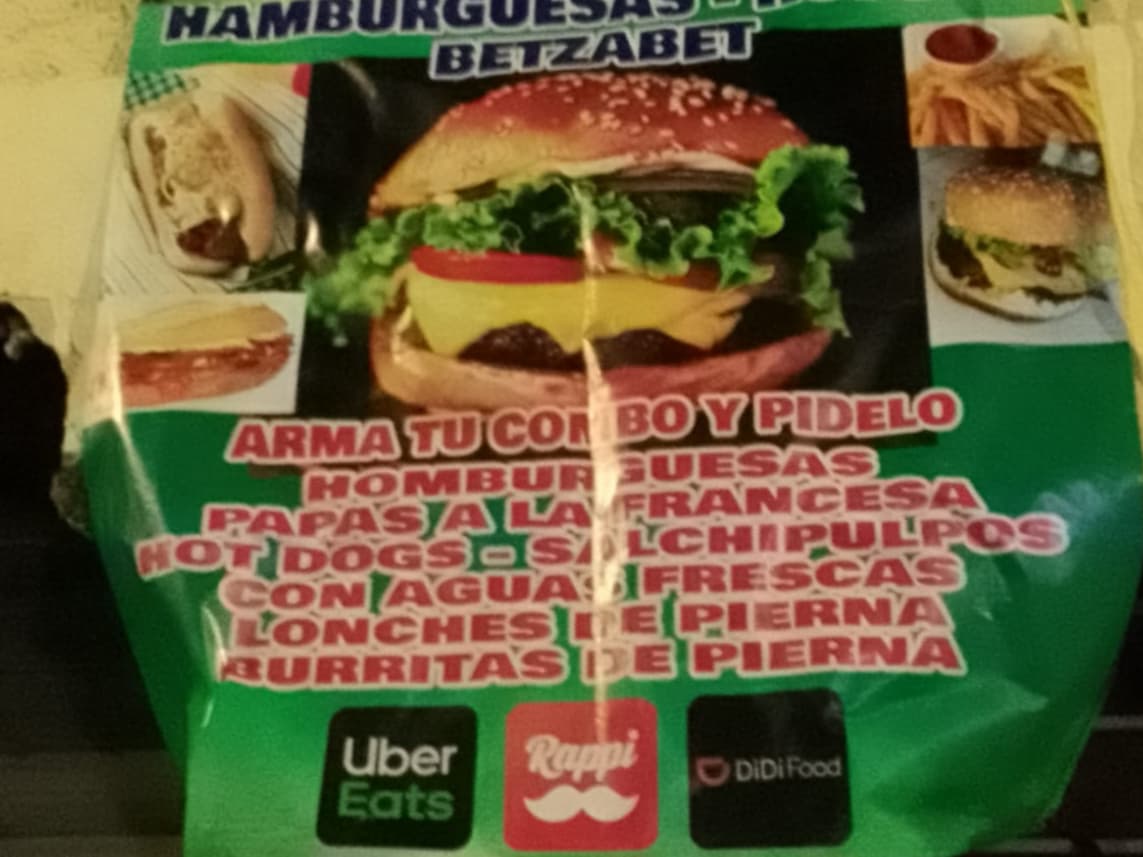 HAMBURGUESAS -
BETZABET
ARMA TU COMBO Y PIDELO
HOMBURGUESAS
PAPAS A LA FRANCESA
HOT DOGS - SALCHIPULPOS
CON AGUAS FRESCAS
LONCHES DE PIERNA
BURRITAS DE PIERNA
Uber
Eats
Rappi
DiDi Food